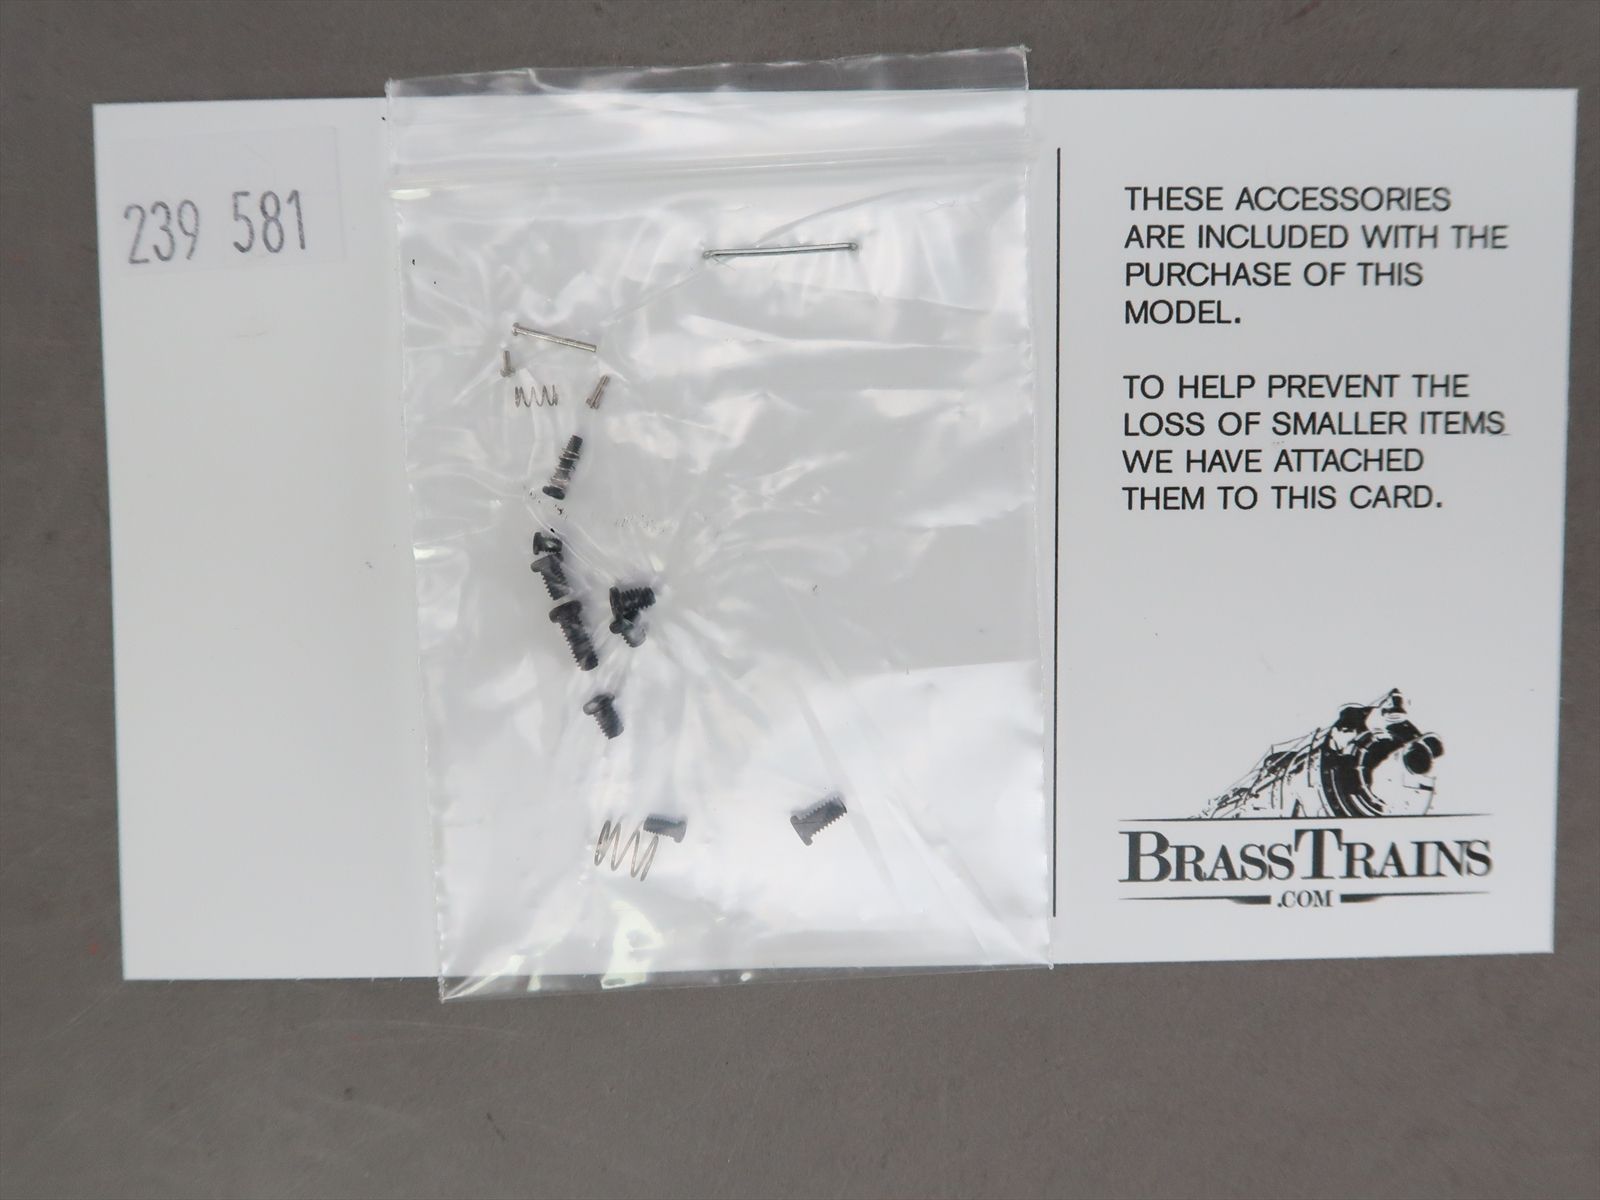 239 581
THESE ACCESSORIES
ARE INCLUDED WITH THE
PURCHASE OF THIS
MODEL.
TO HELP PREVENT THE
LOSS OF SMALLER ITEMS
WE HAVE ATTACHED
THEM TO THIS CARD.
BRASSTRAINS
.COM